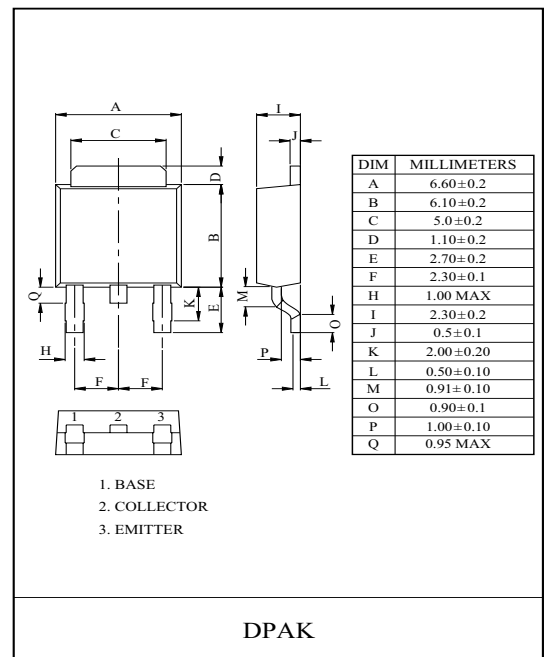 A
C
D
B
Q
K
E
H
F
F
1 2 3
I
J
M
O
P
L
DIM MILLIMETERS
A 6.60±0.2
B 6.10±0.2
C 5.0±0.2
D 1.10±0.2
E 2.70±0.2
F 2.30±0.1
H 1.00 MAX
I 2.30±0.2
J 0.5±0.1
K 2.00±0.20
L 0.50±0.10
M 0.91±0.10
O 0.90±0.1
P 1.00±0.10
Q 0.95 MAX
1. BASE
2. COLLECTOR
3. EMITTER
DPAK